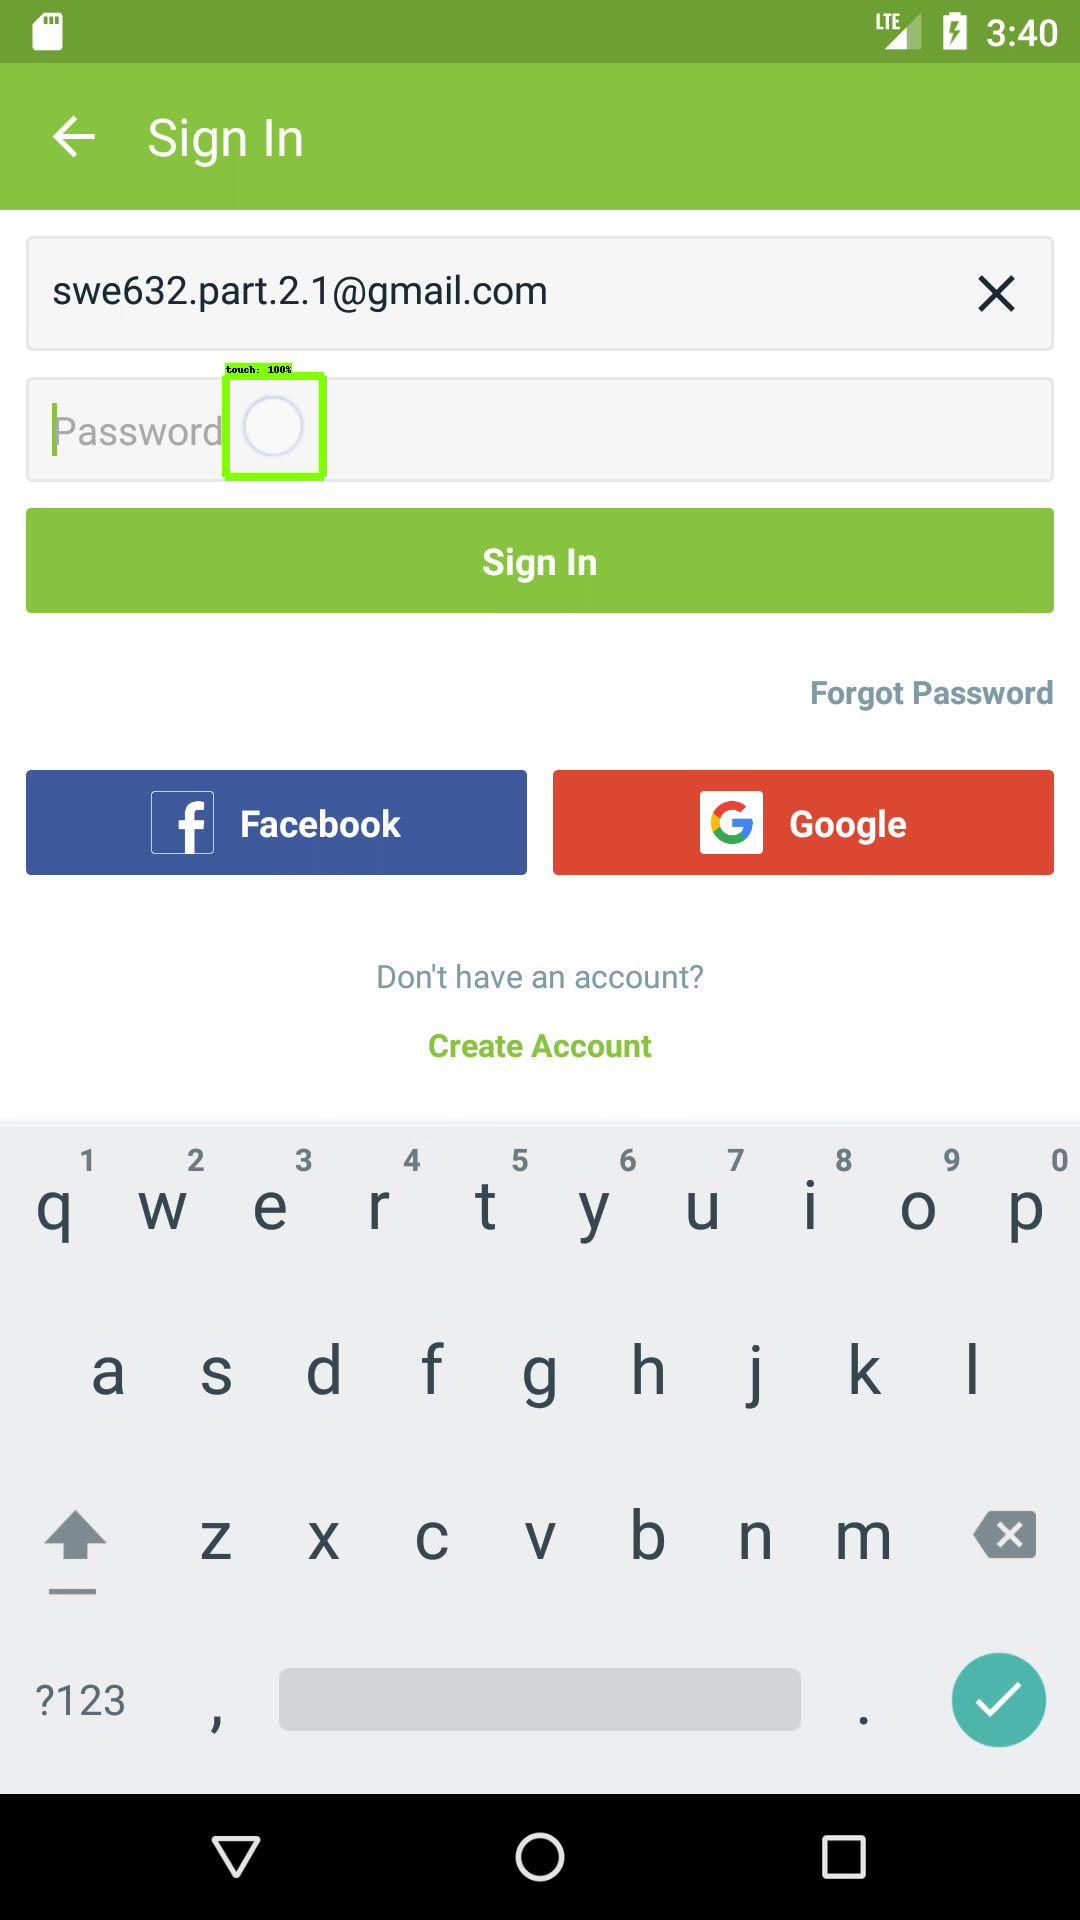 LTE 3:40
Sign In
swe632.part.2.1@gmail.com
touch: 100%
Password
Sign In
Forgot Password
Facebook Google
Don't have an account?
Create Account
1 2 3 4 5 6 7 8 9 0
q w e r t y u i o p
a s d f g h j k l
z x c v b n m
?123 , .